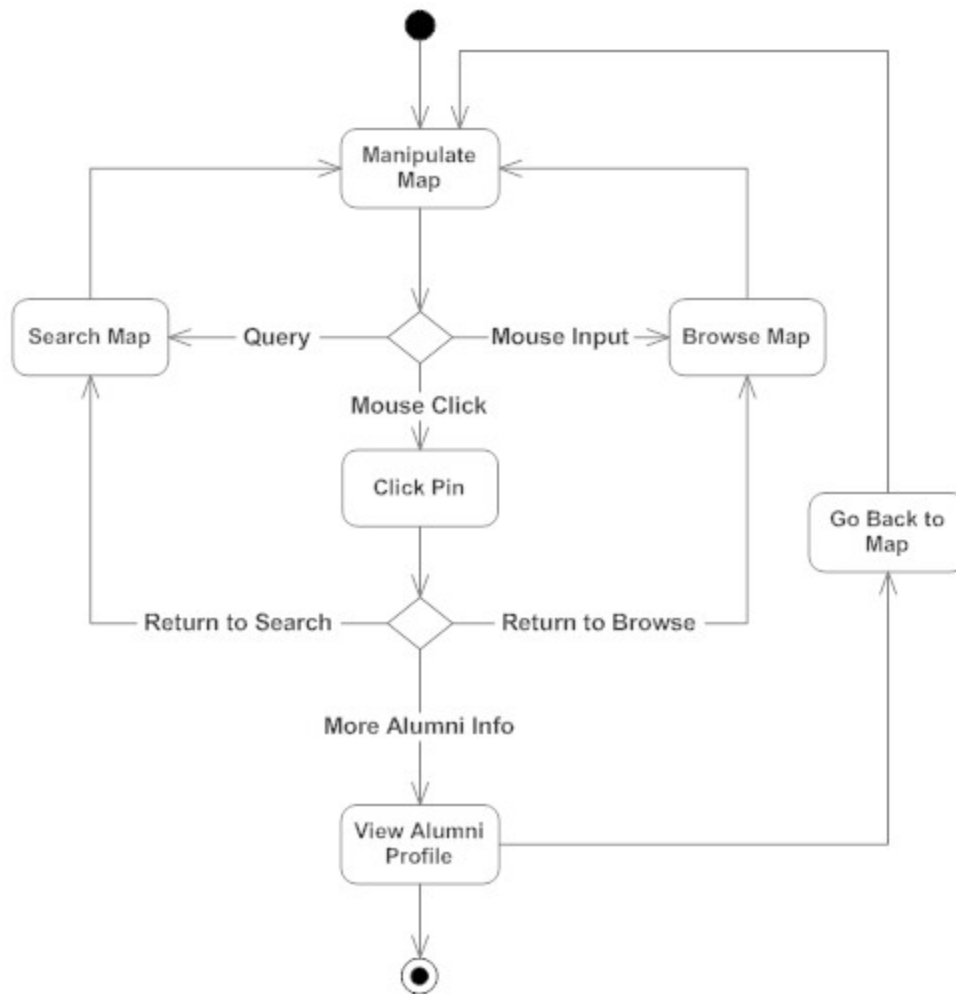 Manipulate
Map
Search Map
Query
Mouse Input
Browse Map
Mouse Click
Click Pin
Go Back to
Map
Return to Search
Return to Browse
More Alumni Info
View Alumni
Profile